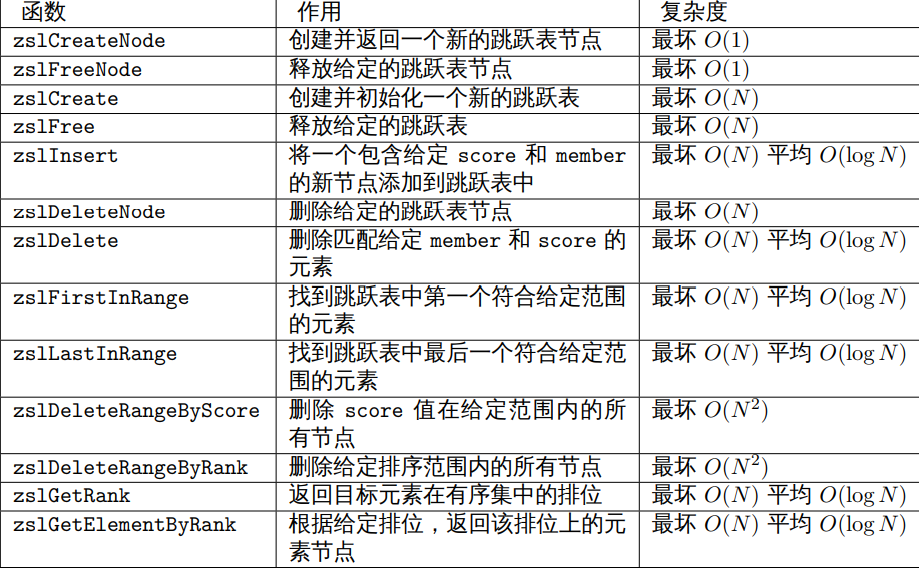 函数 作用 复杂度
zslCreateNode 创建并返回一个新的跳跃表节点 最坏 O(1)
zslFreeNode 释放给定的跳跃表节点 最坏 O(1)
zslCreate 创建并初始化一个新的跳跃表 最坏 O(N)
zslFree 释放给定的跳跃表 最坏 O(N)
zslInsert 将一个包含给定 score 和 member 最坏 O(N) 平均 O(log N)
的新节点添加到跳跃表中
zslDeleteNode 删除给定的跳跃表节点 最坏 O(N)
zslDelete 删除匹配给定 member 和 score 的 最坏 O(N) 平均 O(log N)
元素
zslFirstInRange 找到跳跃表中第一个符合给定范围 最坏 O(N) 平均 O(log N)
的元素
zslLastInRange 找到跳跃表中最后一个符合给定范 最坏 O(N) 平均 O(log N)
围的元素
zslDeleteRangeByScore 删除 score 值在给定范围内的所 最坏 O(N²)
有节点
zslDeleteRangeByRank 删除给定排序范围内的所有节点 最坏 O(N²)
zslGetRank 返回目标元素在有序集中的排位 最坏 O(N) 平均 O(log N)
zslGetElementByRank 根据给定排位，返回该排位上的元 最坏 O(N) 平均 O(log N)
素节点